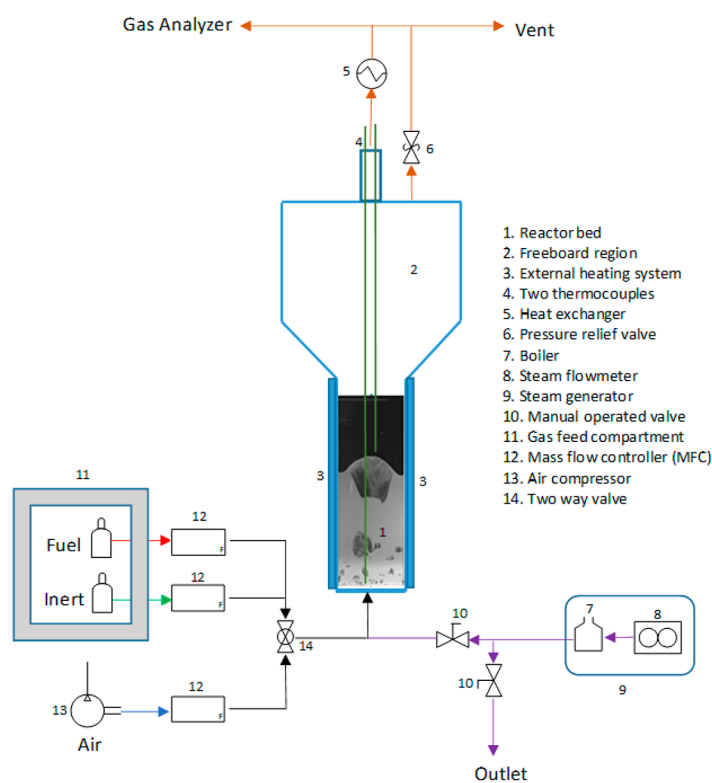 Gas Analyzer
Vent
5
4
6
2
1. Reactor bed
2. Freeboard region
3. External heating system
4. Two thermocouples
5. Heat exchanger
6. Pressure relief valve
7. Boiler
8. Steam flowmeter
9. Steam generator
10. Manual operated valve
11. Gas feed compartment
12. Mass flow controller (MFC)
13. Air compressor
14. Two way valve
3
3
11
12
1
Fuel
F
12
Inert
F
10
7
8
14
12
10
9
13
F
Air
Outlet